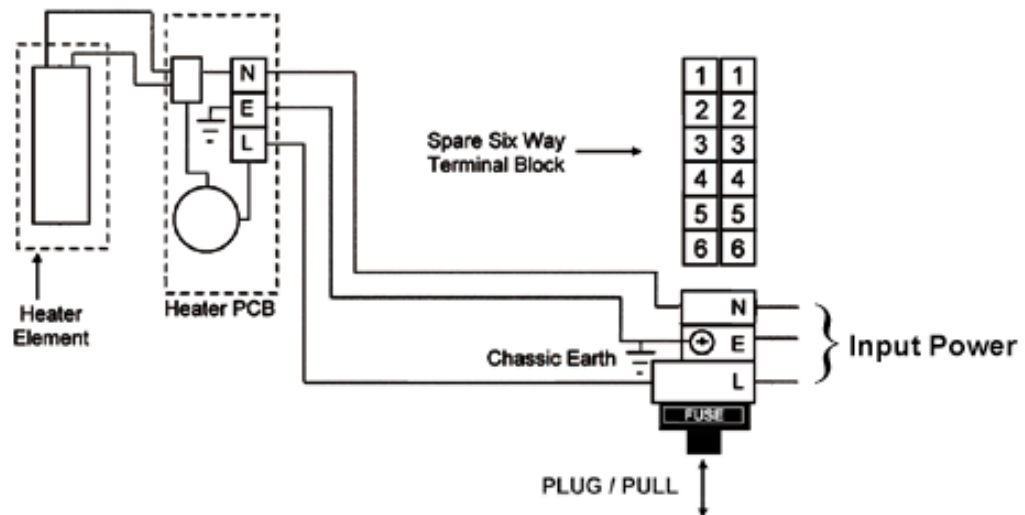 N
E
L
Heater
Element
Heater PCB
Spare Six Way
Terminal Block
1 1
2 2
3 3
4 4
5 5
6 6
N
E
L
Input Power
Chassic Earth
FUSE
PLUG / PULL